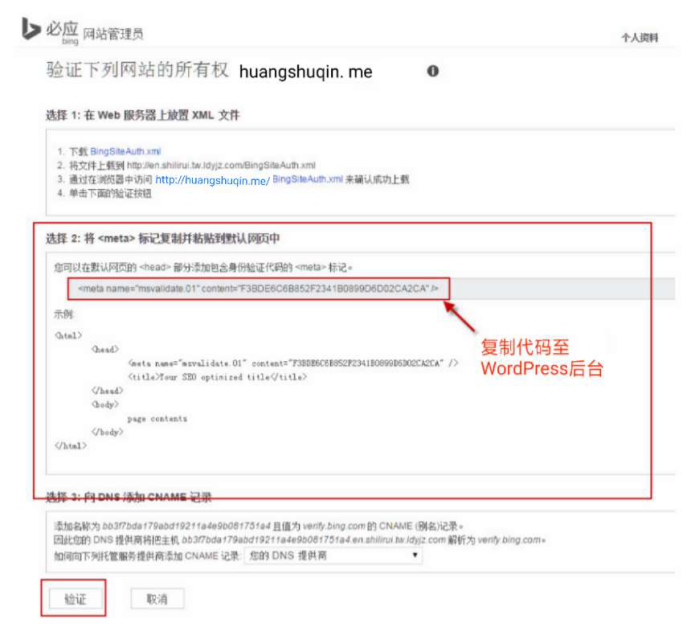 必应 网站管理员
bing
个人资料
验证下列网站的所有权 huangshuqin. me
选择 1: 在 Web 服务器上放置 XML 文件
1. 下载 BingSiteAuth.xml
2. 将文件上载到 http://en.shilirui.tw.ldyjz.com/BingSiteAuth.xml
3. 通过在浏览器中访问 http://huangshuqin.me/ BingSiteAuth.xml 来确认成功上载
4. 单击下面的验证按钮
选择 2: 将 <meta> 标记复制并粘贴到默认网页中
您可以在默认网页的 <head> 部分添加包含身份验证代码的 <meta> 标记。
<meta name="msvalidate.01" content="F3BDE6C6B852F2341B0899D6D02CA2CA" />
示例:
<html>
<head>
<meta name="msvalidate.01" content="F3BDE6C6B852F2341B0899D6D02CA2CA" />
<title>Your SEO optimized title</title>
</head>
<body>
page contents
</body>
</html>
复制代码至
WordPress后台
选择 3: 向 DNS 添加 CNAME 记录
添加名称为 bb3f7bda179abd19211a4e9b081751a4 且值为 verify.bing.com 的 CNAME (别名)记录。
因此您的 DNS 提供商将把主机 bb3f7bda179abd19211a4e9b081751a4.en.shilirui.tw.ldyjz.com 解析为 verify.bing.com。
如何向下列托管服务提供商添加 CNAME 记录: 您的 DNS 提供商
验证 取消